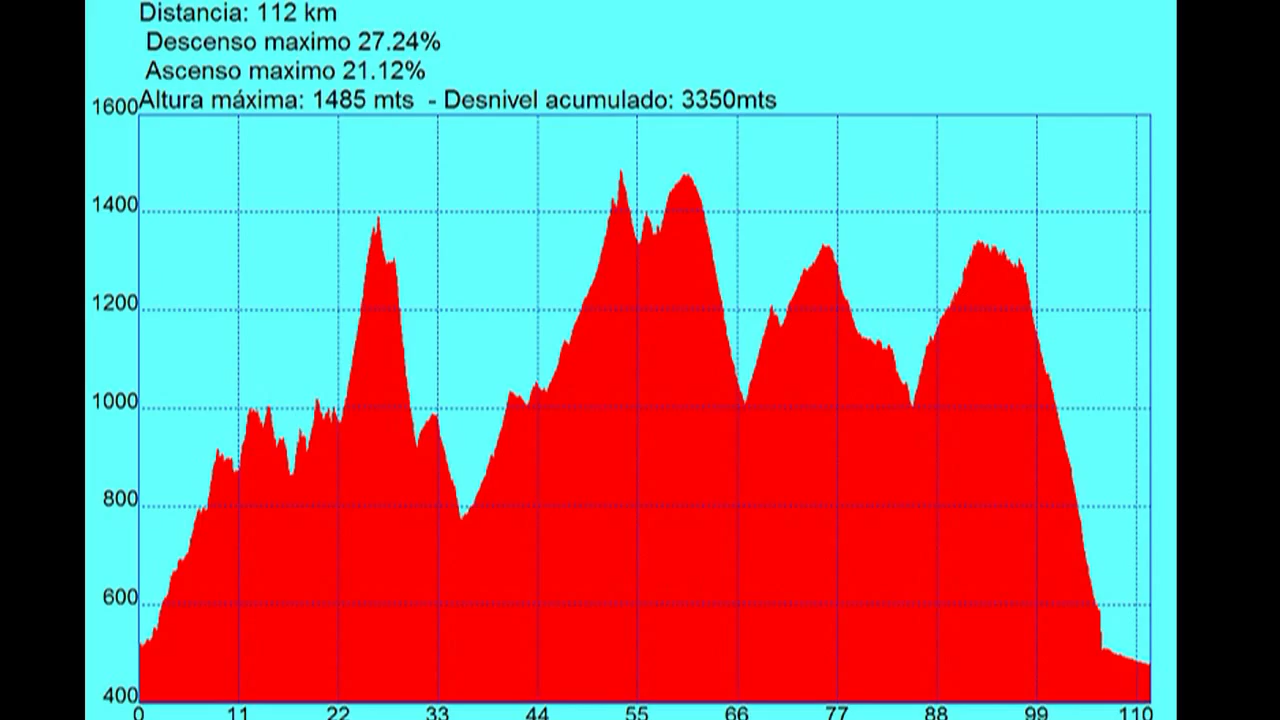 Distancia: 112 km
Descenso maximo 27.24%
Ascenso maximo 21.12%
Altura máxima: 1485 mts - Desnivel acumulado: 3350mts
1600
1400
1200
1000
800
600
400
0 11 22 33 44 55 66 77 88 99 110